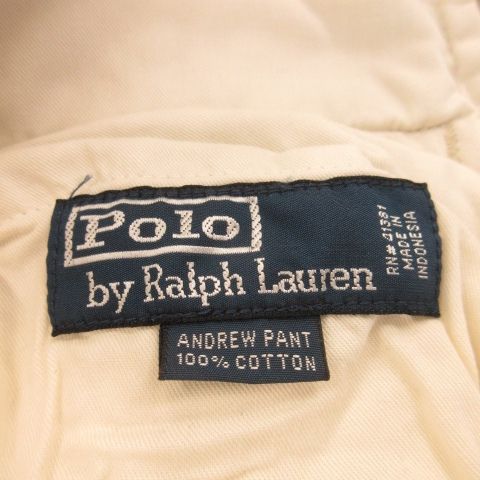 Polo
by Ralph Lauren
RN# 41381
MADE IN
INDONESIA
ANDREW PANT
100% COTTON